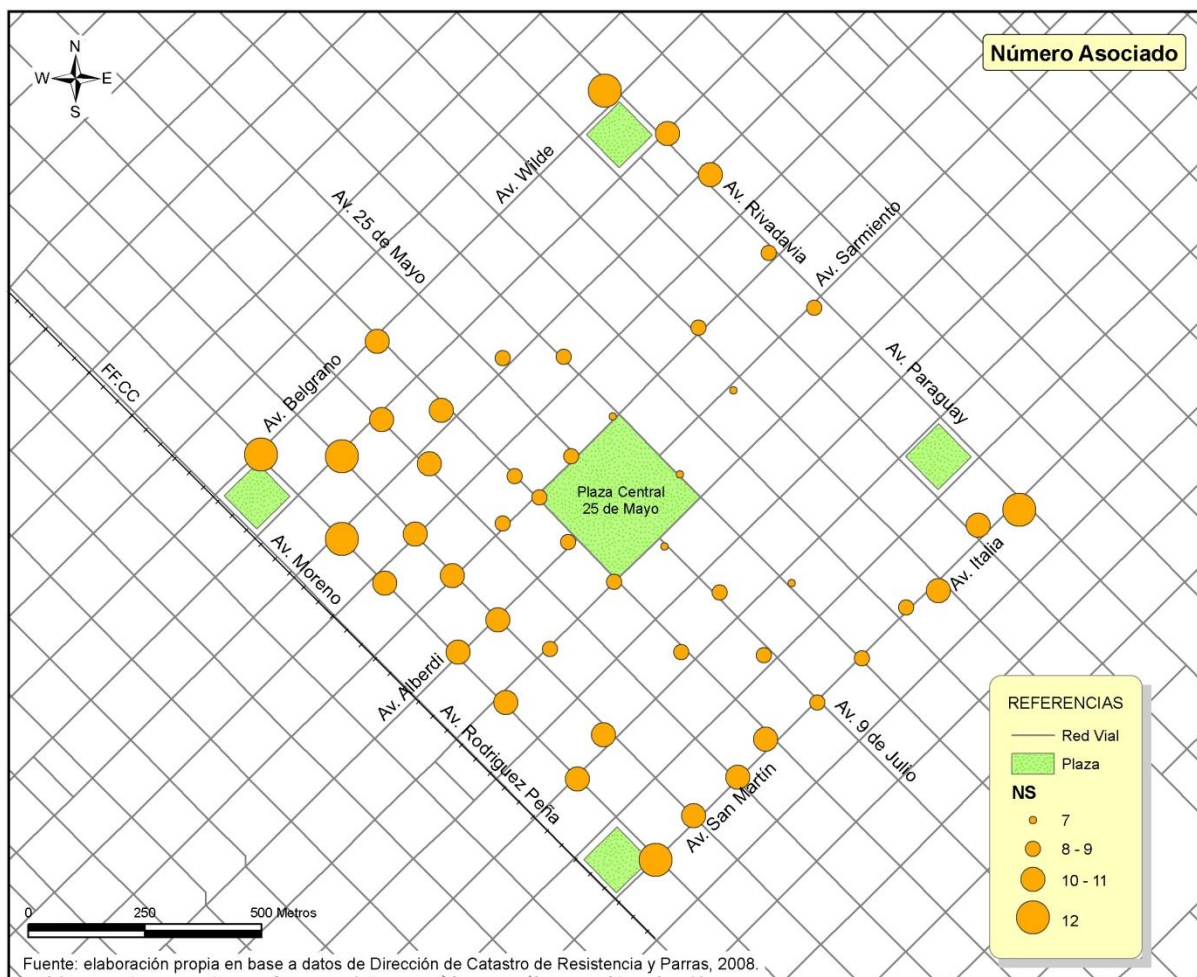 Número Asociado
N
W E
S
Av. Wilde
Av. 25 de Mayo
Av. Rivadavia
Av. Sarmiento
FF.CC
Av. Belgrano
Av. Paraguay
Plaza Central
25 de Mayo
Av. Moreno
Av. Italia
Av. Alberdi
Av. Rodriguez Peña
Av. 9 de Julio
Av. San Martín
REFERENCIAS
Red Vial
Plaza
NS
7
8 - 9
10 - 11
12
0 250 500 Metros
Fuente: elaboración propia en base a datos de Dirección de Catastro de Resistencia y Parras, 2008.